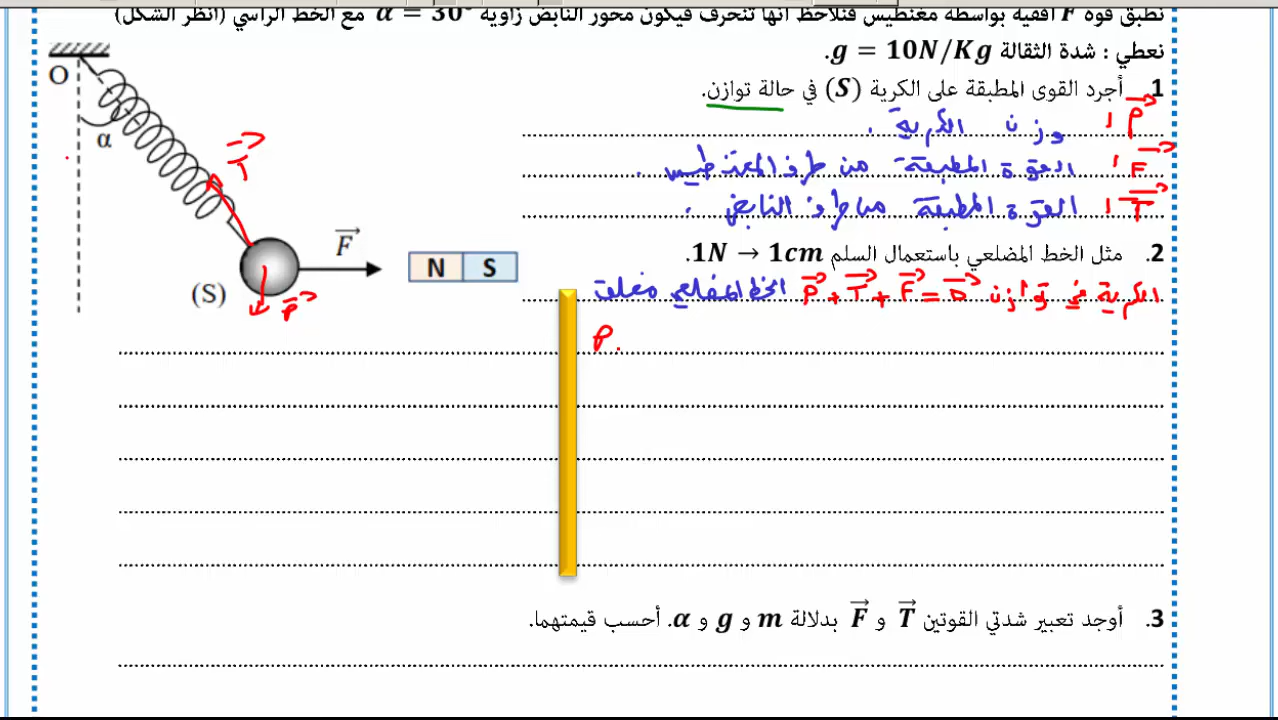 نطبق قوة F أفقية بواسطة مغنطيس فنلاحظ أنها تنحرف فيكون محور النابض زاوية α = 30° مع الخط الرأسي (أنظر الشكل)
نعطي : شدة الثقالة g = 10N/Kg.
1. أجرد القوى المطبقة على الكرية (S) في حالة توازن.
P⃗ : وزن الكرية.
F⃗ : القوة المطبقة من طرف المغنطيس.
T⃗ : القوة المطبقة من طرف النابض.
2. مثل الخط المضلعي باستعمال السلم 1N → 1cm.
الكرية في توازن P⃗ + T⃗ + F⃗ = 0⃗ الخط المضلعي مغلق
P
3. أوجد تعبير شدتي القوتين T⃗ و F⃗ بدلالة m و g و α. أحسب قيمتهما.
O
α
T⃗
F⃗
N S
(S)
P⃗